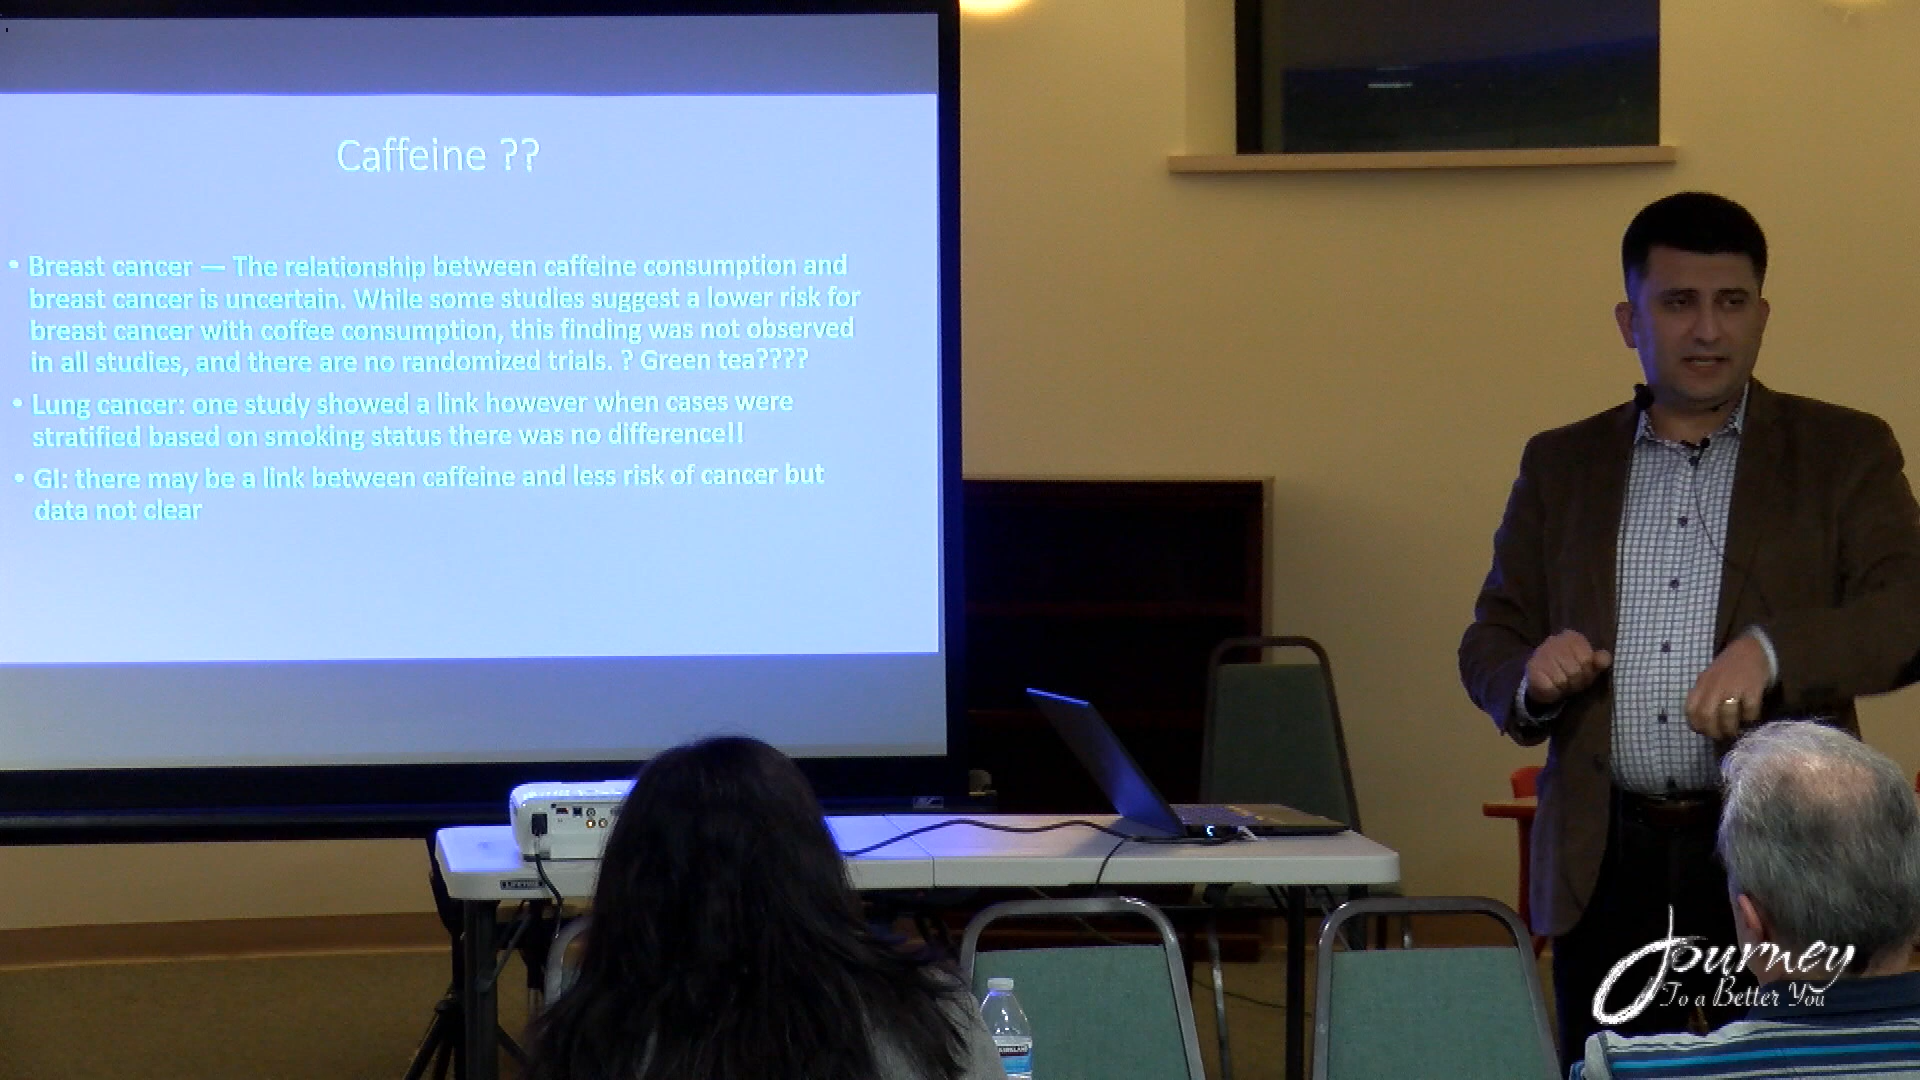 Caffeine ??
• Breast cancer — The relationship between caffeine consumption and
breast cancer is uncertain. While some studies suggest a lower risk for
breast cancer with coffee consumption, this finding was not observed
in all studies, and there are no randomized trials. ? Green tea????
• Lung cancer: one study showed a link however when cases were
stratified based on smoking status there was no difference!!
• GI: there may be a link between caffeine and less risk of cancer but
data not clear
LIFETIME
KIRKLAND
Journey
To a Better You